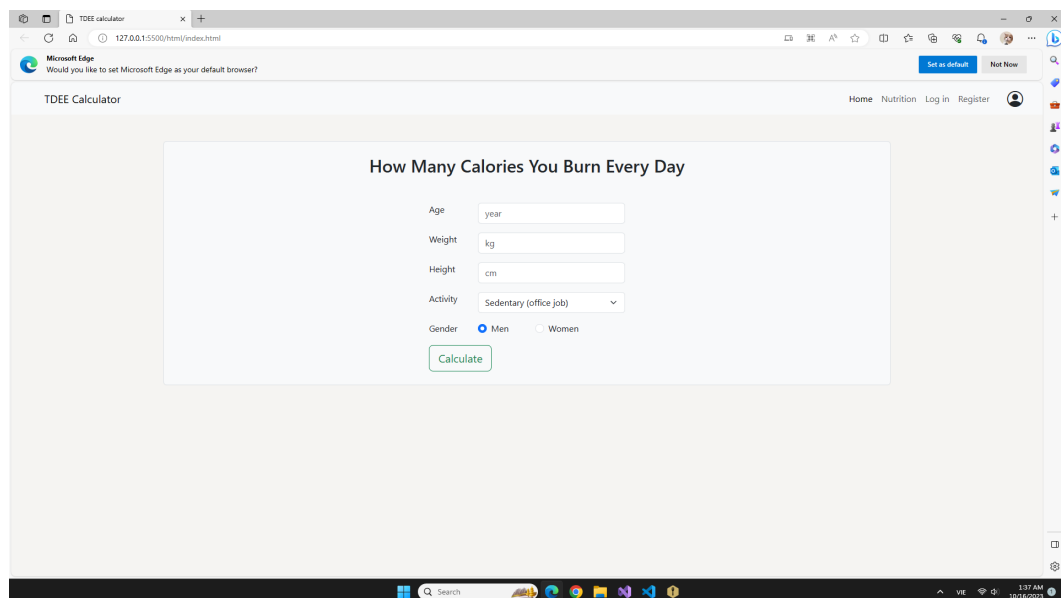 TDEE calculator
127.0.0.1:5500/html/index.html
Microsoft Edge
Would you like to set Microsoft Edge as your default browser?
Set as default
Not Now
TDEE Calculator
Home Nutrition Log in Register
How Many Calories You Burn Every Day
Age year
Weight kg
Height cm
Activity Sedentary (office job)
Gender Men Women
Calculate
Search
VIE
1:37 AM
10/16/2023